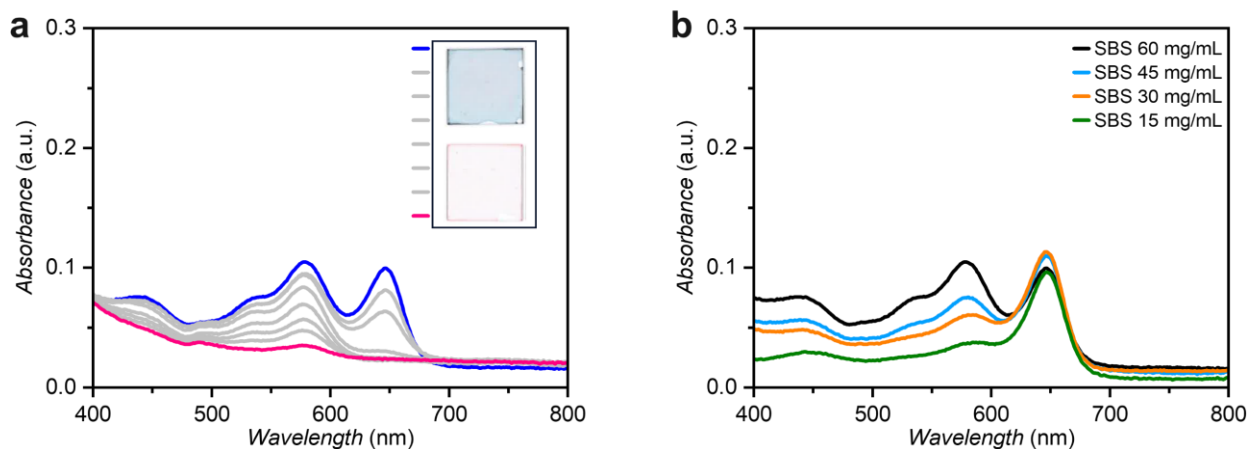 a
0.3
0.2
0.1
0.0
Absorbance (a.u.)
400 500 600 700 800
Wavelength (nm)
b
0.3
0.2
0.1
0.0
Absorbance (a.u.)
SBS 60 mg/mL
SBS 45 mg/mL
SBS 30 mg/mL
SBS 15 mg/mL
400 500 600 700 800
Wavelength (nm)